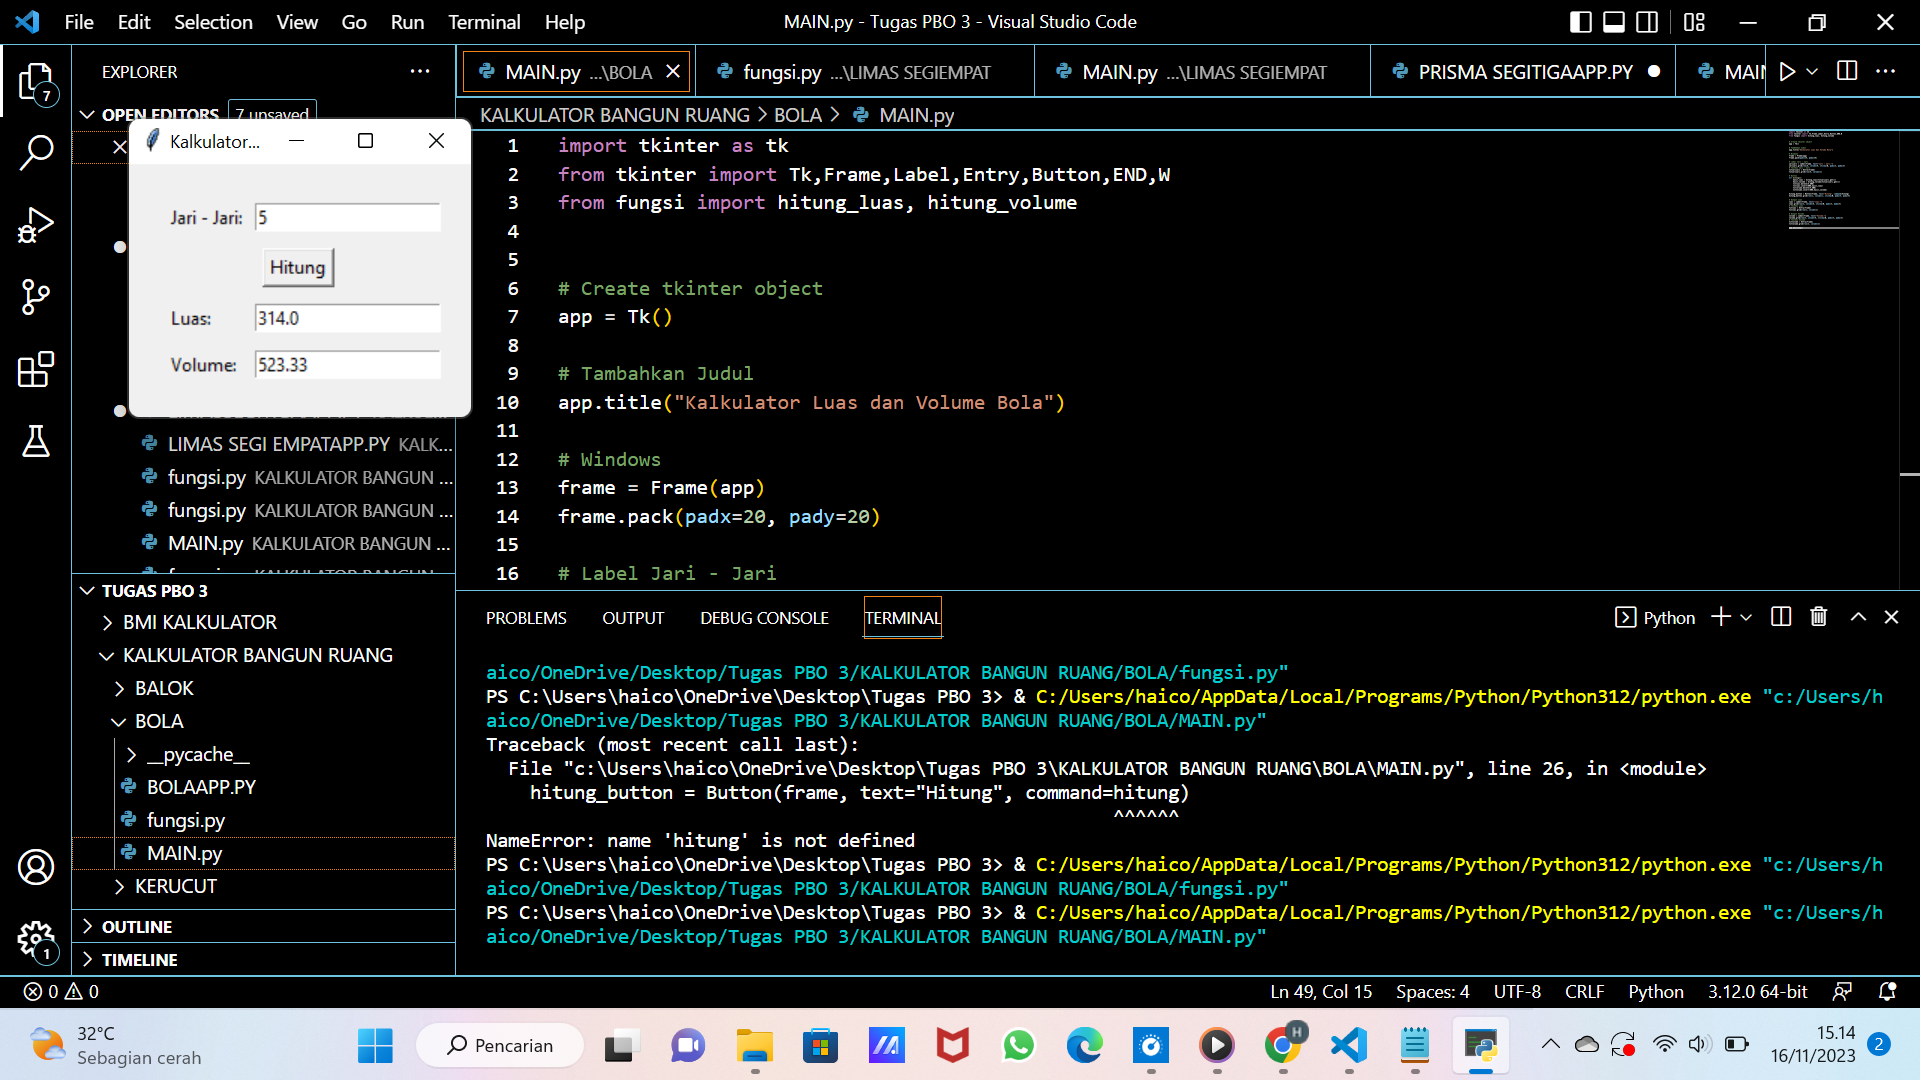 File Edit Selection View Go Run Terminal Help
MAIN.py - Tugas PBO 3 - Visual Studio Code
EXPLORER
7
OPEN EDITORS 7 unsaved
MAIN.py ...\BOLA
fungsi.py ...\LIMAS SEGIEMPAT
MAIN.py ...\LIMAS SEGIEMPAT
PRISMA SEGITIGAAPP.PY
KALKULATOR BANGUN RUANG > BOLA > MAIN.py
Kalkulator...
Jari - Jari: 5
Hitung
Luas: 314.0
Volume: 523.33
LIMAS SEGI EMPATAPP.PY KALK...
fungsi.py KALKULATOR BANGUN ...
fungsi.py KALKULATOR BANGUN ...
MAIN.py KALKULATOR BANGUN ...
TUGAS PBO 3
BMI KALKULATOR
KALKULATOR BANGUN RUANG
BALOK
BOLA
__pycache__
BOLAAPP.PY
fungsi.py
MAIN.py
KERUCUT
OUTLINE
TIMELINE
1
1 import tkinter as tk
2 from tkinter import Tk,Frame,Label,Entry,Button,END,W
3 from fungsi import hitung_luas, hitung_volume
4
5
6 # Create tkinter object
7 app = Tk()
8
9 # Tambahkan Judul
10 app.title("Kalkulator Luas dan Volume Bola")
11
12 # Windows
13 frame = Frame(app)
14 frame.pack(padx=20, pady=20)
15
16 # Label Jari - Jari
PROBLEMS OUTPUT DEBUG CONSOLE TERMINAL
Python
aico/OneDrive/Desktop/Tugas PBO 3/KALKULATOR BANGUN RUANG/BOLA/fungsi.py"
PS C:\Users\haico\OneDrive\Desktop\Tugas PBO 3> & C:/Users/haico/AppData/Local/Programs/Python/Python312/python.exe "c:/Users/h
aico/OneDrive/Desktop/Tugas PBO 3/KALKULATOR BANGUN RUANG/BOLA/MAIN.py"
Traceback (most recent call last):
File "c:\Users\haico\OneDrive\Desktop\Tugas PBO 3\KALKULATOR BANGUN RUANG\BOLA\MAIN.py", line 26, in <module>
hitung_button = Button(frame, text="Hitung", command=hitung)
^^^^^^
NameError: name 'hitung' is not defined
PS C:\Users\haico\OneDrive\Desktop\Tugas PBO 3> & C:/Users/haico/AppData/Local/Programs/Python/Python312/python.exe "c:/Users/h
aico/OneDrive/Desktop/Tugas PBO 3/KALKULATOR BANGUN RUANG/BOLA/fungsi.py"
PS C:\Users\haico\OneDrive\Desktop\Tugas PBO 3> & C:/Users/haico/AppData/Local/Programs/Python/Python312/python.exe "c:/Users/h
aico/OneDrive/Desktop/Tugas PBO 3/KALKULATOR BANGUN RUANG/BOLA/MAIN.py"
0 0
Ln 49, Col 15 Spaces: 4 UTF-8 CRLF Python 3.12.0 64-bit
32°C
Sebagian cerah
Pencarian
H
15.14
16/11/2023
2